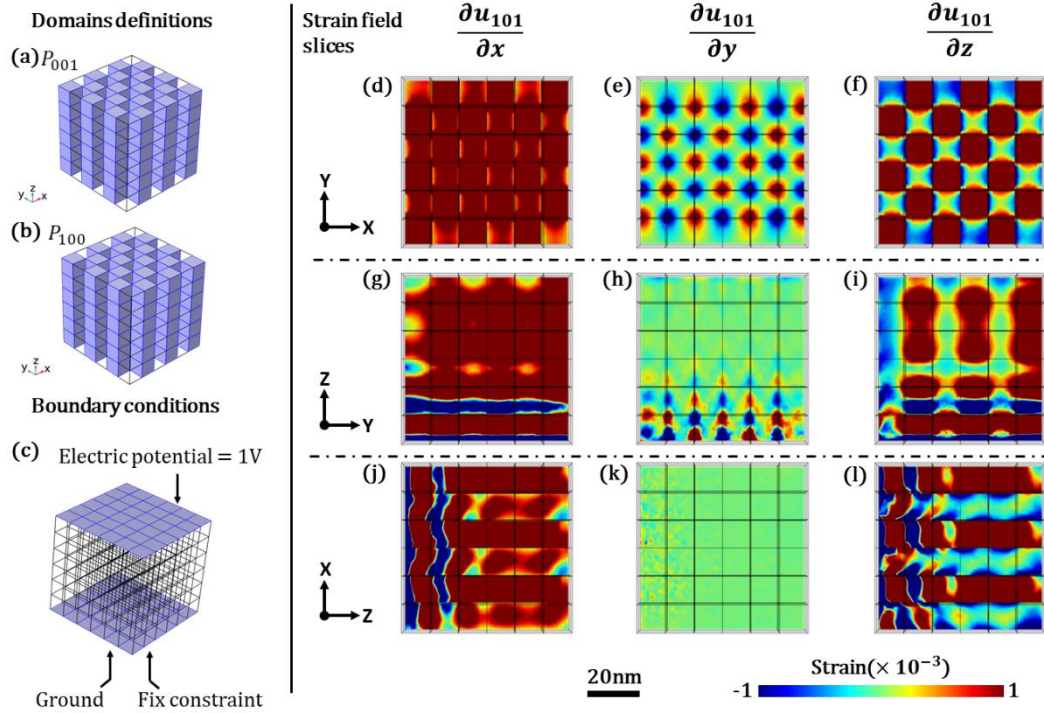 Domains definitions
(a) P001
z
y x
(b) P100
z
y x
Boundary conditions
(c)
Electric potential = 1V
Ground Fix constraint
Strain field slices
∂u101/∂x ∂u101/∂y ∂u101/∂z
(d) (e) (f)
Y
X
(g) (h) (i)
Z
Y
(j) (k) (l)
X
Z
20nm
Strain(× 10⁻³)
-1 1